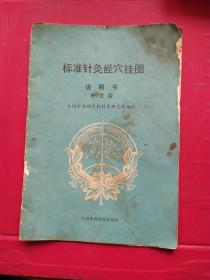 标准针灸经穴挂图
说明书
中文版
中国中医研究院针灸研究所编绘
中国医药科技出版社